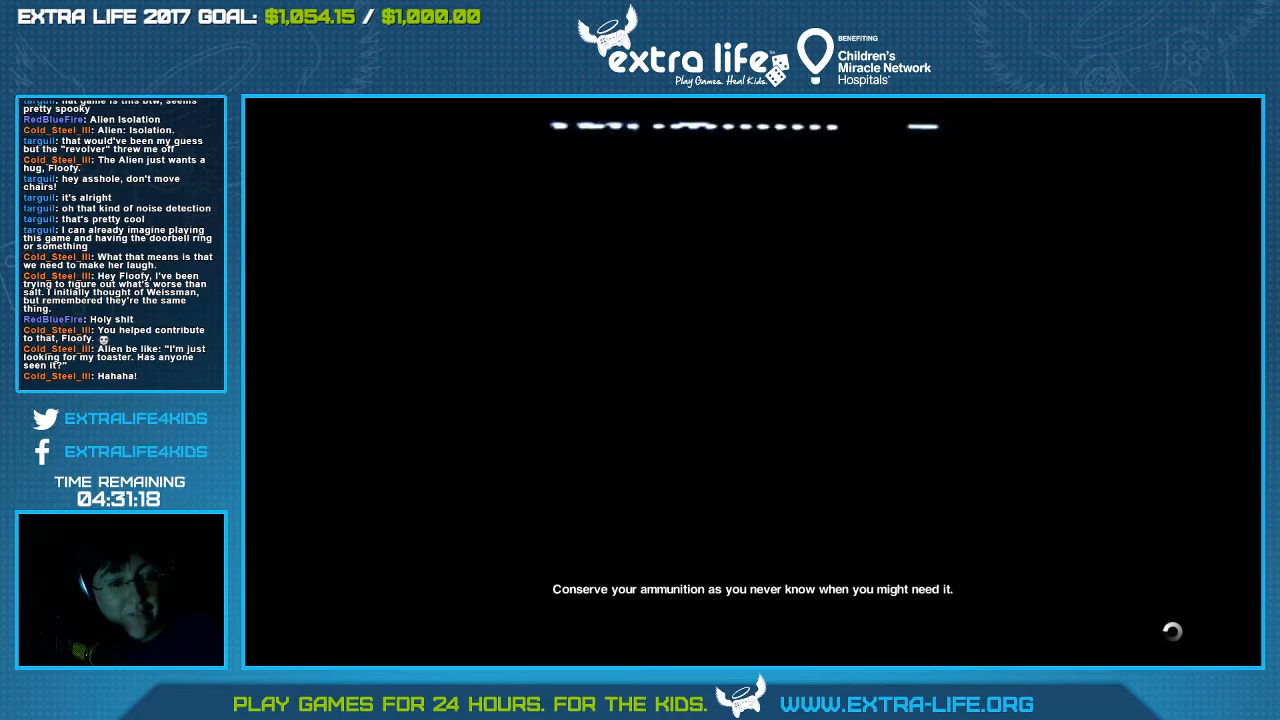 EXTRA LIFE 2017 GOAL: $1,054.15 / $1,000.00
extra life
Play Games. Heal Kids.
BENEFITING
Children's
Miracle Network
Hospitals
game is this btw, seems
pretty spooky
RedBlueFire: Alien Isolation
Cold_Steel_III: Alien: Isolation.
targuil: that would've been my guess
but the "revolver" threw me off
Cold_Steel_III: The Alien just wants a
hug, Floofy.
targuil: hey asshole, don't move
chairs!
targuil: it's alright
targuil: oh that kind of noise detection
targuil: that's pretty cool
targuil: I can already imagine playing
this game and having the doorbell ring
or something
Cold_Steel_III: What that means is that
we need to make her laugh.
Cold_Steel_III: Hey Floofy, I've been
trying to figure out what's worse than
salt. I initially thought of Weissman,
but remembered they're the same
thing.
RedBlueFire: Holy shit
Cold_Steel_III: You helped contribute
to that, Floofy.
Cold_Steel_III: Alien be like: "I'm just
looking for my toaster. Has anyone
seen it?"
Cold_Steel_III: Hahaha!
EXTRALIFE4KIDS
EXTRALIFE4KIDS
TIME REMAINING
04:31:18
Conserve your ammunition as you never know when you might need it.
PLAY GAMES FOR 24 HOURS. FOR THE KIDS.
WWW.EXTRA-LIFE.ORG